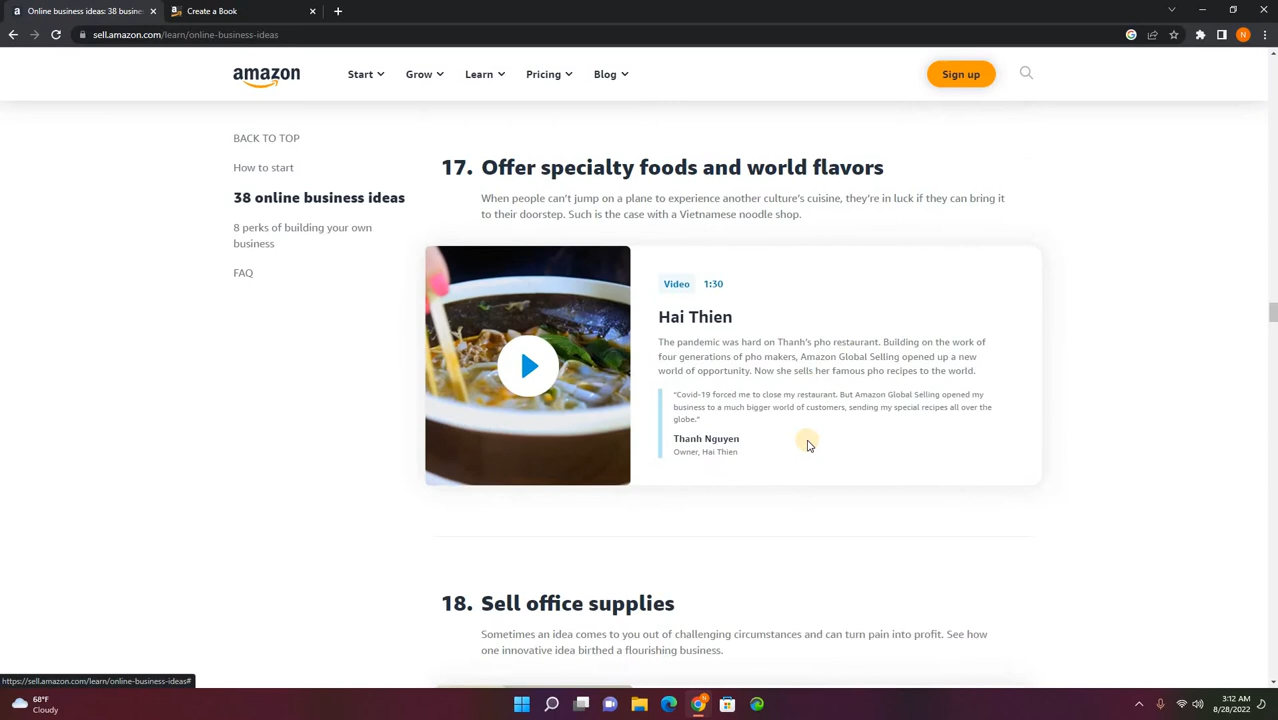 Online business ideas: 38 busine
Create a Book
sell.amazon.com/learn/online-business-ideas
N
amazon
Start
Grow
Learn
Pricing
Blog
Sign up
BACK TO TOP
How to start
38 online business ideas
8 perks of building your own
business
FAQ
17. Offer specialty foods and world flavors
When people can’t jump on a plane to experience another culture’s cuisine, they’re in luck if they can bring it
to their doorstep. Such is the case with a Vietnamese noodle shop.
Video 1:30
Hai Thien
The pandemic was hard on Thanh’s pho restaurant. Building on the work of
four generations of pho makers, Amazon Global Selling opened up a new
world of opportunity. Now she sells her famous pho recipes to the world.
“Covid-19 forced me to close my restaurant. But Amazon Global Selling opened my
business to a much bigger world of customers, sending my special recipes all over the
globe.”
Thanh Nguyen
Owner, Hai Thien
18. Sell office supplies
Sometimes an idea comes to you out of challenging circumstances and can turn pain into profit. See how
one innovative idea birthed a flourishing business.
https://sell.amazon.com/learn/online-business-ideas#
68°F
Cloudy
3:12 AM
8/28/2022